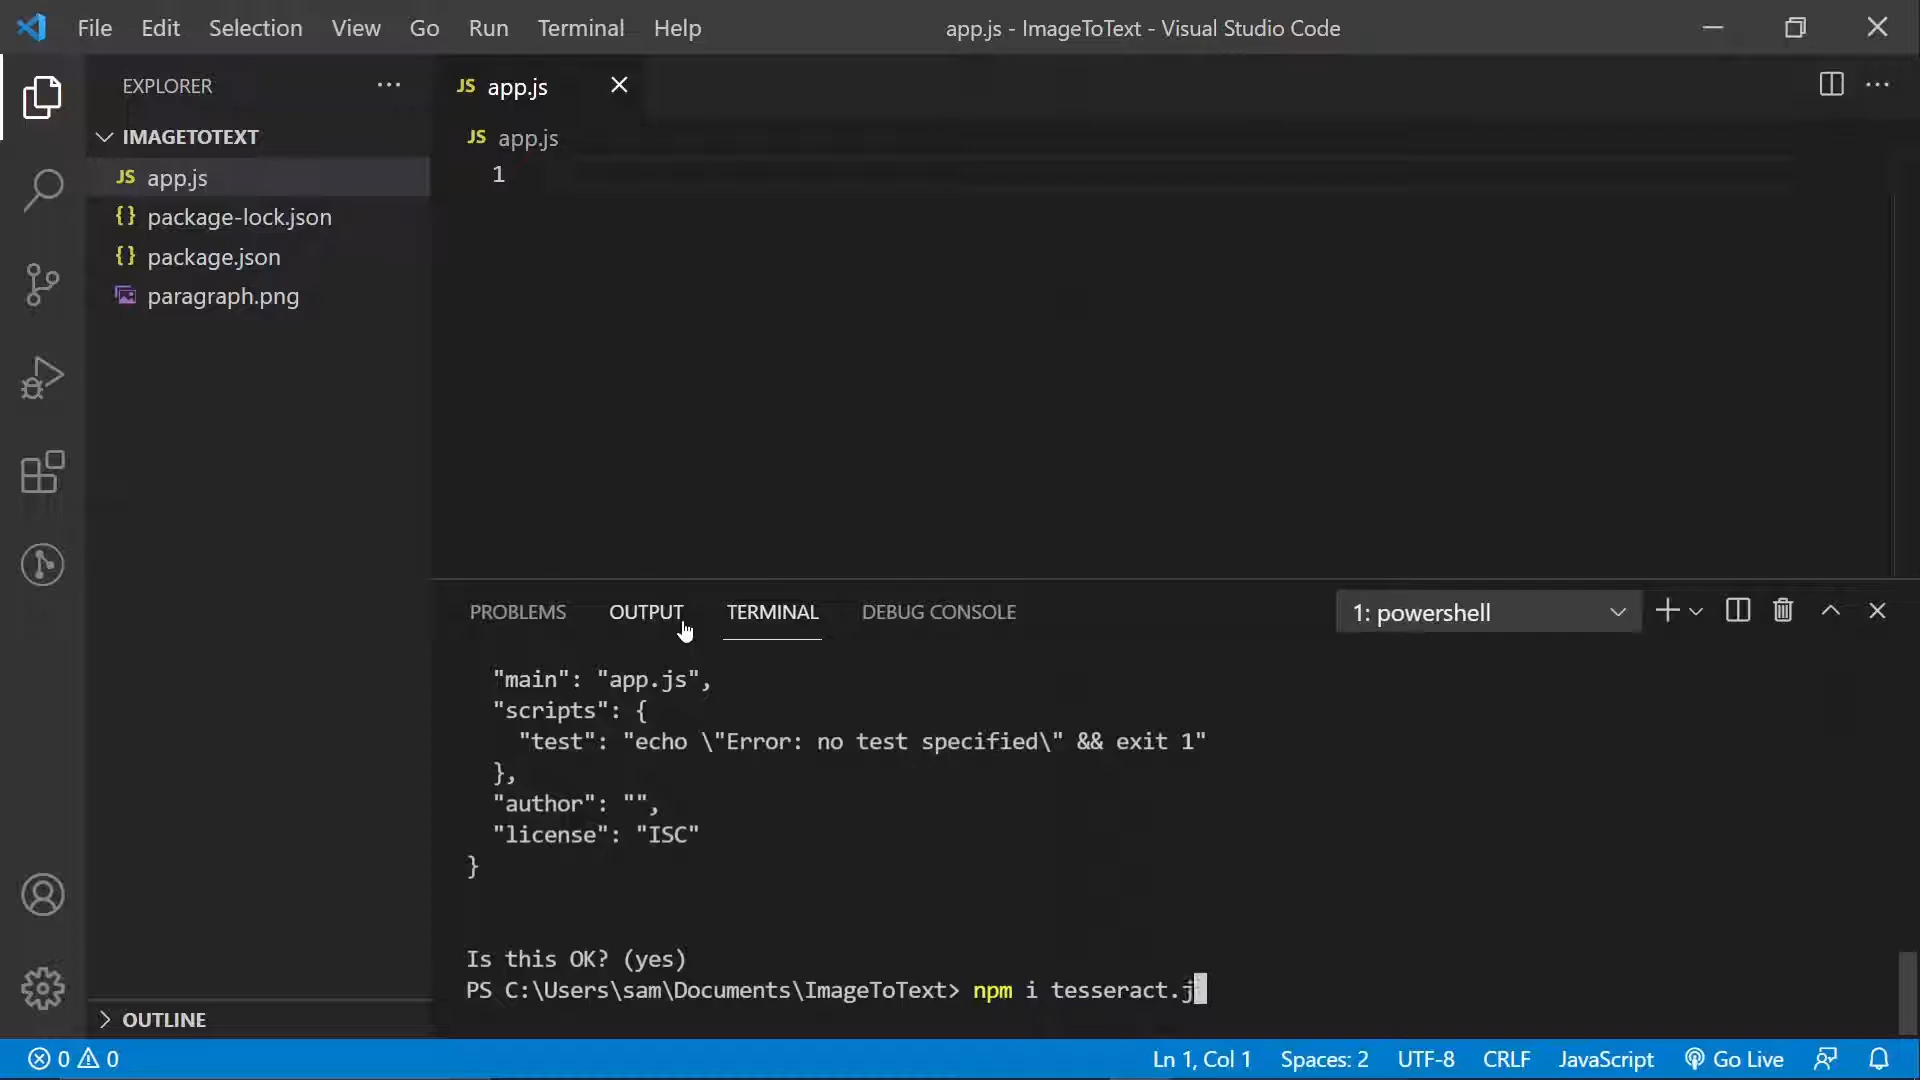 File Edit Selection View Go Run Terminal Help app.js - ImageToText - Visual Studio Code
EXPLORER
IMAGETOTEXT
JS app.js
{} package-lock.json
{} package.json
paragraph.png
OUTLINE
JS app.js
JS app.js
1
PROBLEMS OUTPUT TERMINAL DEBUG CONSOLE 1: powershell
"main": "app.js",
"scripts": {
"test": "echo \"Error: no test specified\" && exit 1"
},
"author": "",
"license": "ISC"
}
Is this OK? (yes)
PS C:\Users\sam\Documents\ImageToText> npm i tesseract.j
0 0 Ln 1, Col 1 Spaces: 2 UTF-8 CRLF JavaScript Go Live